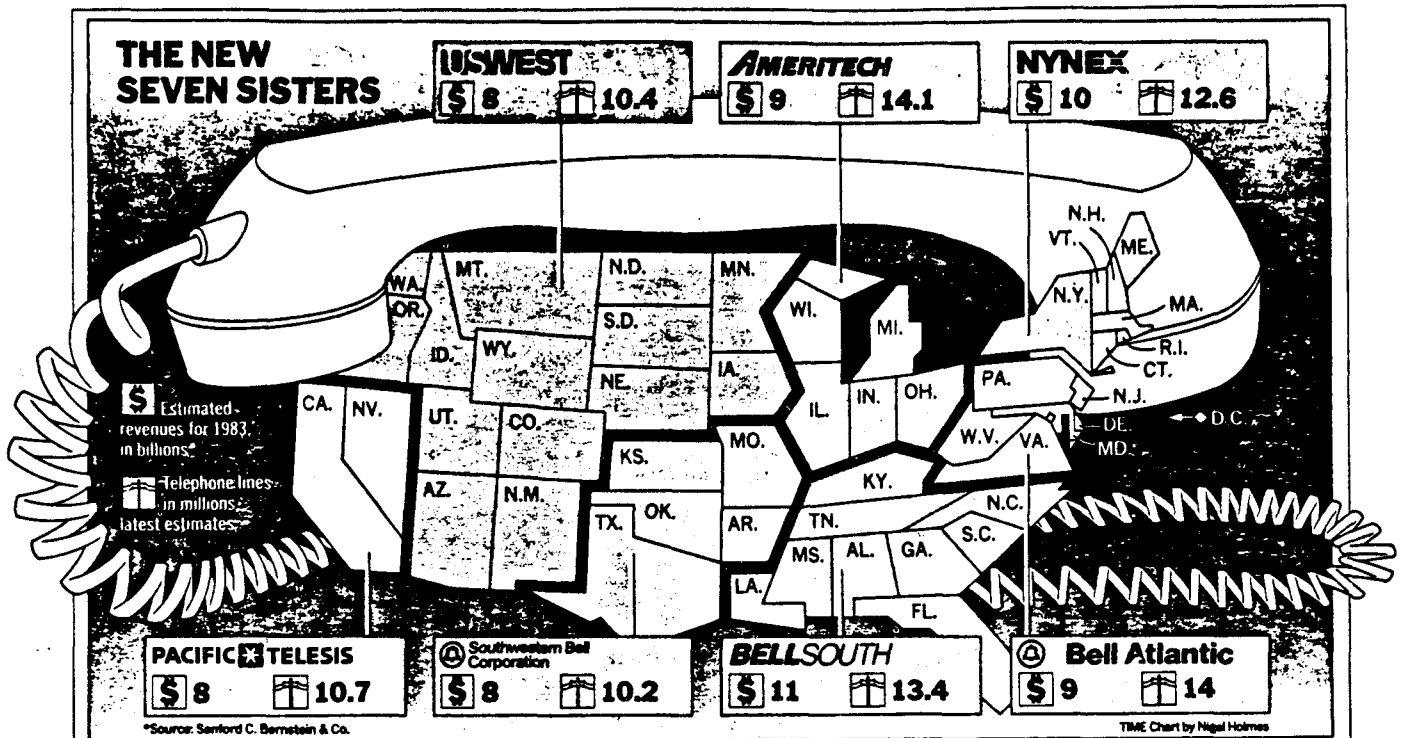 THE NEW
SEVEN SISTERS
USWEST
$ 8 10.4
AMERITECH
$ 9 14.1
NYNEX
$ 10 12.6
WA.
OR.
MT.
ID.
WY.
N.D.
S.D.
NE.
MN.
IA.
WI.
MI.
IL.
IN.
OH.
N.H.
VT.
ME.
N.Y.
MA.
R.I.
CT.
PA.
N.J.
DE.
MD.
D.C.
W.V.
VA.
CA.
NV.
UT.
CO.
AZ.
N.M.
KS.
MO.
TX.
OK.
AR.
LA.
KY.
TN.
N.C.
S.C.
MS.
AL.
GA.
FL.
$ Estimated
revenues for 1983,
in billions*
Telephone lines
in millions,
latest estimates
PACIFIC TELESIS
$ 8 10.7
Southwestern Bell
Corporation
$ 8 10.2
BELLSOUTH
$ 11 13.4
Bell Atlantic
$ 9 14
*Source: Sanford C. Bernstein & Co.
TIME Chart by Nigel Holmes